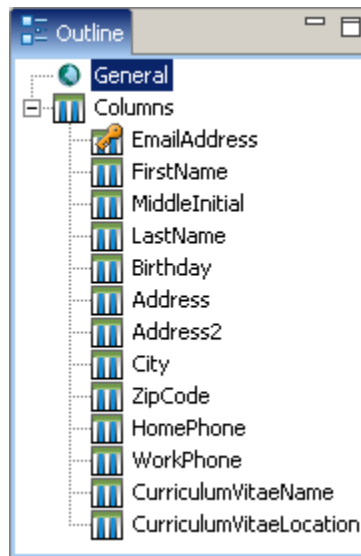 Outline
General
Columns
EmailAddress
FirstName
MiddleInitial
LastName
Birthday
Address
Address2
City
ZipCode
HomePhone
WorkPhone
CurriculumVitaeName
CurriculumVitaeLocation